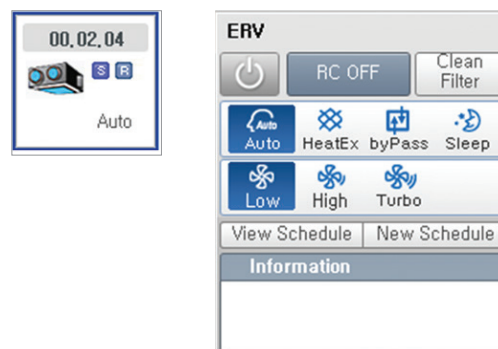 00.02.04
S R
Auto
ERV
RC OFF
Clean
Filter
Auto
Auto HeatEx byPass Sleep
Low High Turbo
View Schedule New Schedule
Information